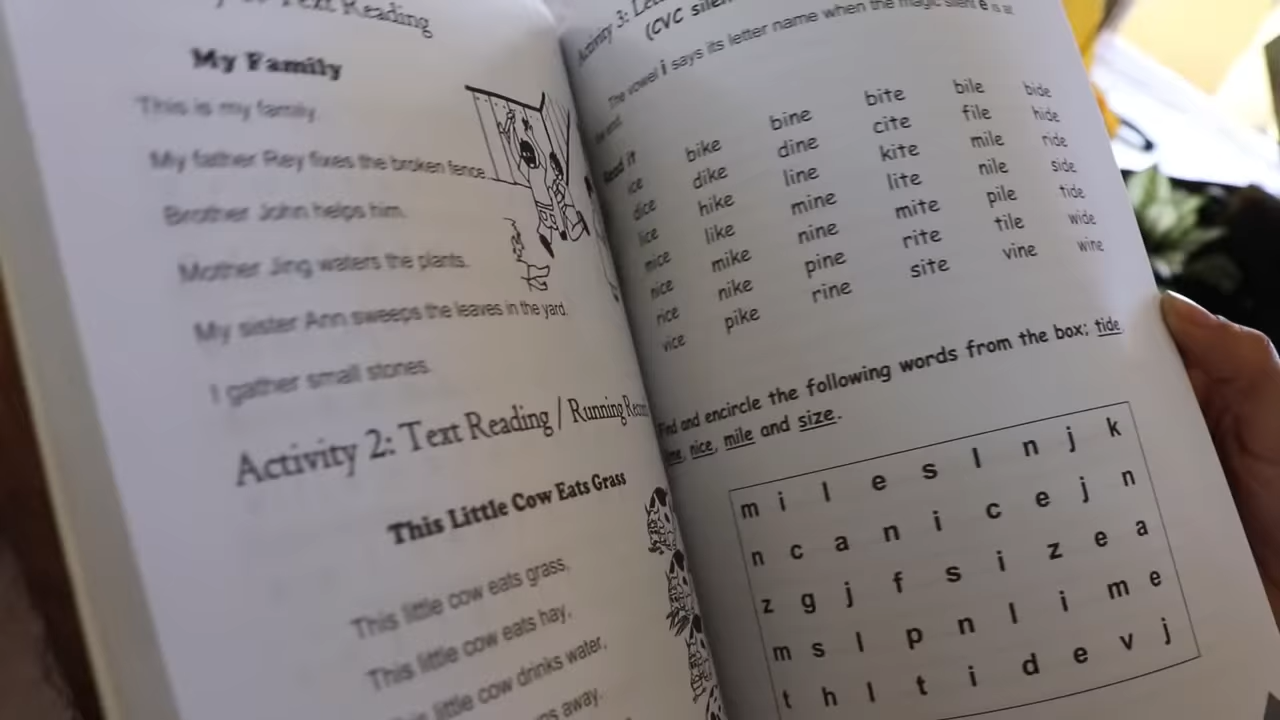 Text Reading
My Family
This is my family.
My father Rey fixes the broken fence.
Brother John helps him.
Mother Jing waters the plants.
My sister Ann sweeps the leaves in the yard.
I gather small stones.
Activity 2: Text Reading / Running
This Little Cow Eats Grass
This little cow eats grass,
This little cow eats hay,
little cow drinks water,
away.
Activity 3:
(CVC
The vowel i says its letter name when the magic silent e is at
the end.
Read it
ice bike bine bite bile bide
dice dike dine cite file hide
lice hike line kite mile ride
mice like mine lite nile side
nice mike nine mite pile tide
rice nike pine rite tile wide
vice pike rine site vine wine
Find and encircle the following words from the box; tide,
nice, mile and size.
m i l e s l n j k
n c a n i c e j n
z g j f s i z e a
m s l p n l i m e
t h l t i d e v j